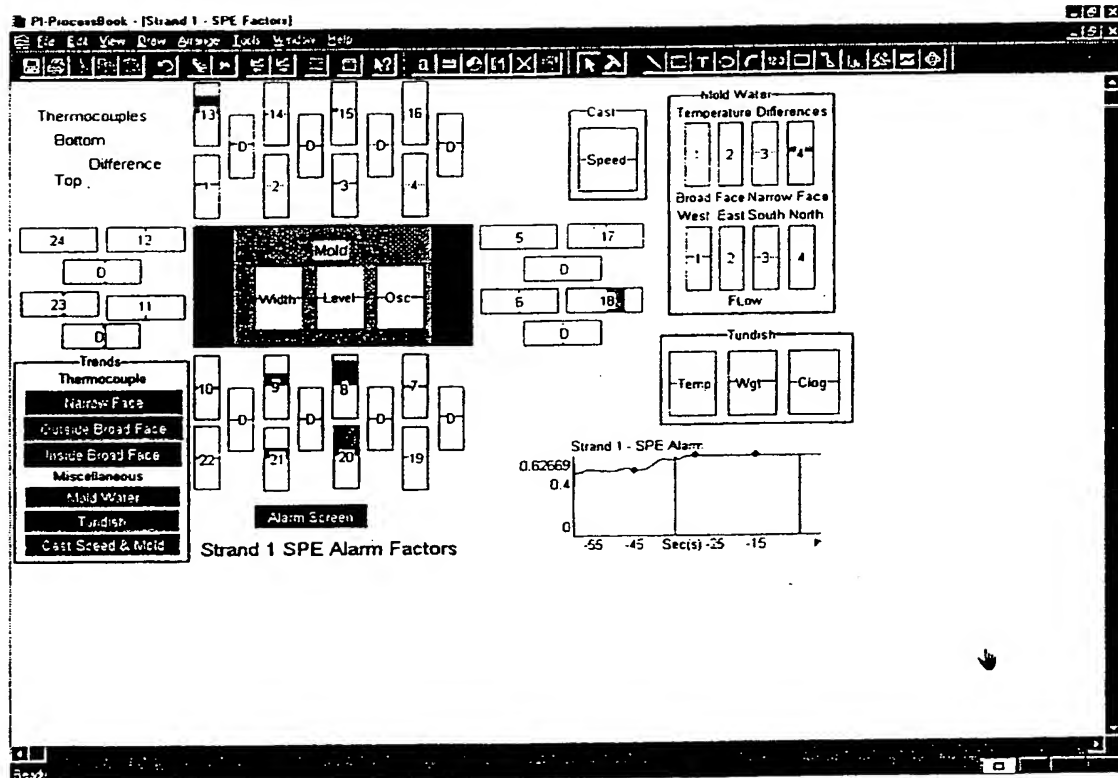 PI-ProcessBook - [Strand 1 - SPE Factors]
File Edit View Draw Arrange Tools Window Help
Thermocouples
Bottom
Difference
Top
13 D 14 D 15 D 16 D
1 2 3 4
24 12
D
23 11
D
Mold
Width Level Osc
5 17
D
6 18
D
Cast
Speed
Mold Water
Temperature Differences
1 2 3 4
Broad Face Narrow Face
West East South North
1 2 3 4
FLow
Tundish
Temp Wgt Clog
Trends
Thermocouple
Narrow Face
Outside Broad Face
Inside Broad Face
Miscellaneous
Mold Water
Tundish
Cast Speed & Mold
10 D 9 D 8 D 7 D
22 21 20 19
Alarm Screen
Strand 1 SPE Alarm Factors
Strand 1 - SPE Alarm
0.62669
0.4
0
-55 -45 Sec(s) -25 -15
Ready